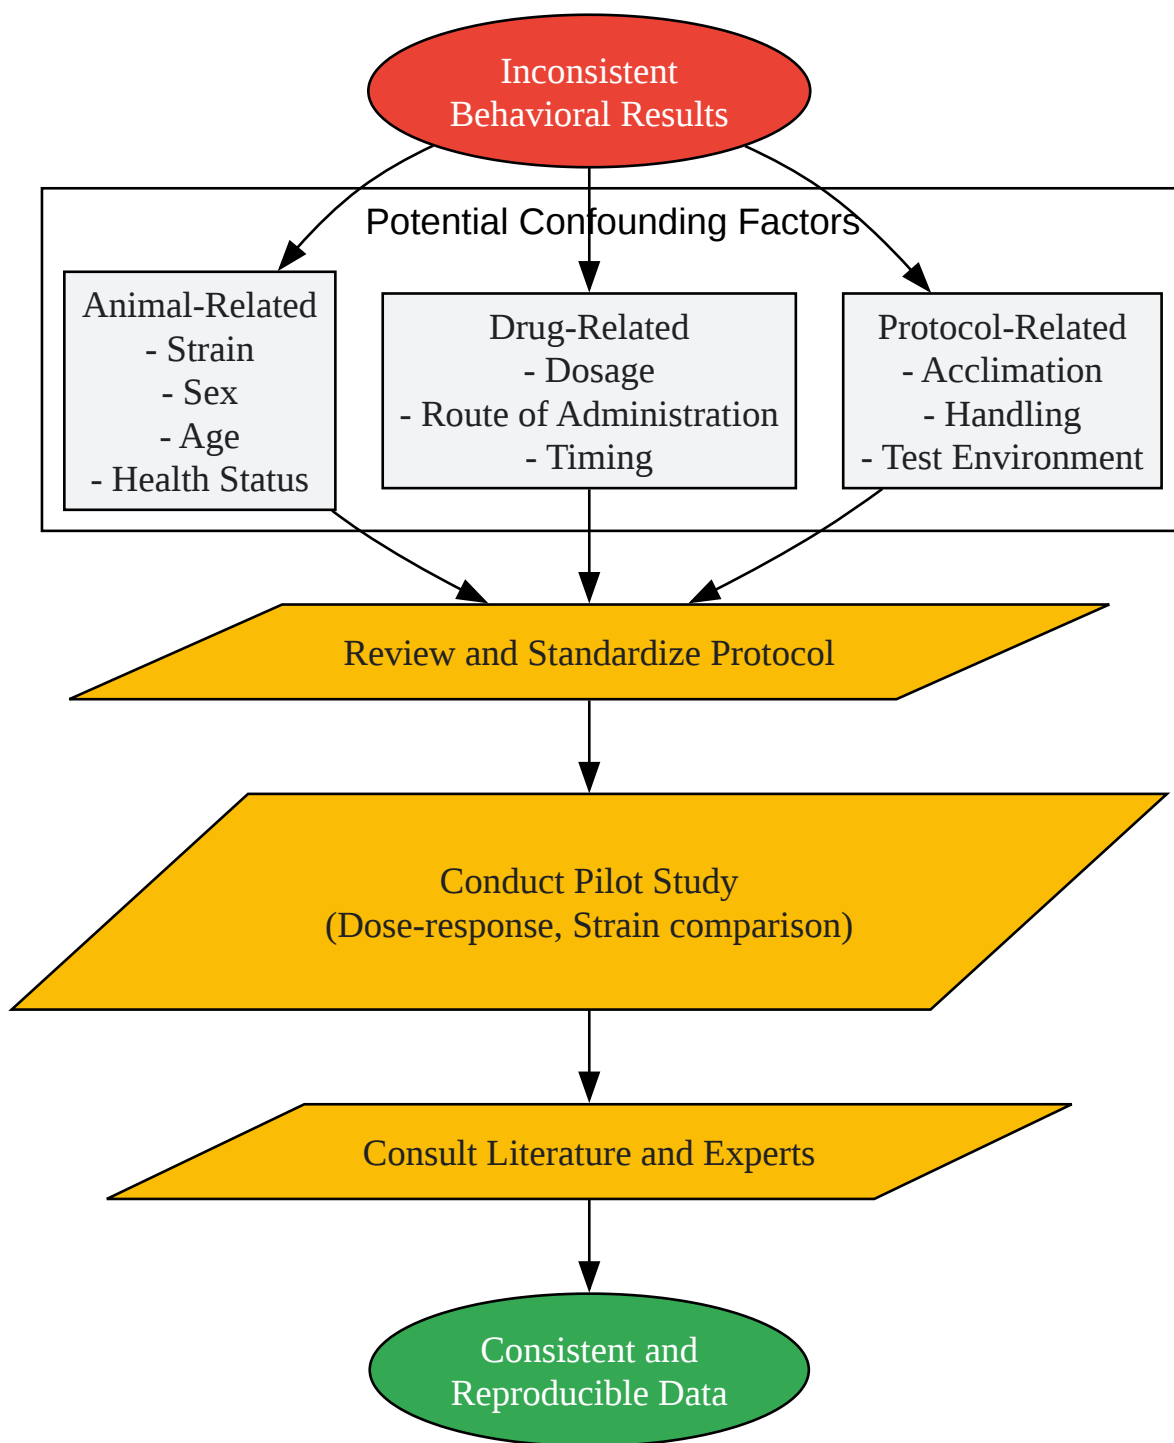 Inconsistent
Behavioral Results
Potential Confounding Factors
Animal-Related
- Strain
- Sex
- Age
- Health Status
Drug-Related
- Dosage
- Route of Administration
- Timing
Protocol-Related
- Acclimation
- Handling
- Test Environment
Review and Standardize Protocol
Conduct Pilot Study
(Dose-response, Strain comparison)
Consult Literature and Experts
Consistent and
Reproducible Data